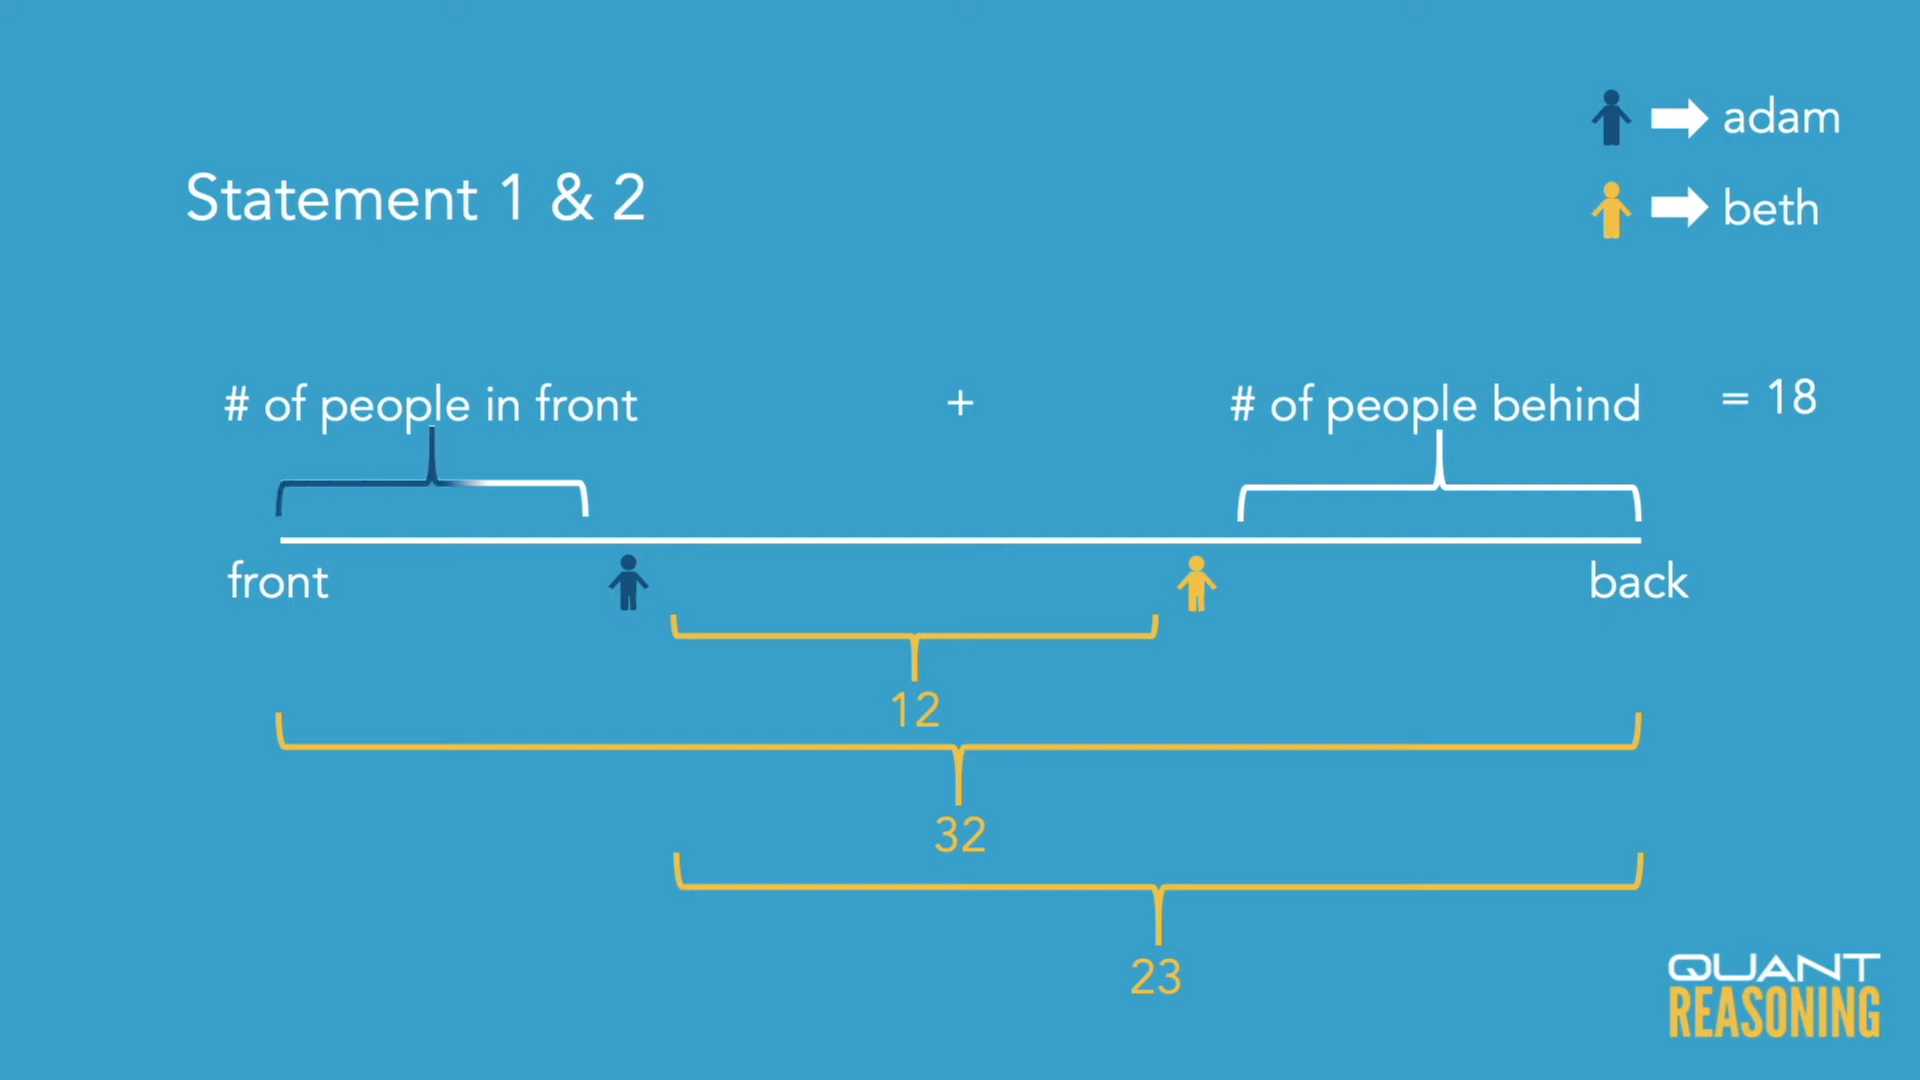 adam
beth
Statement 1 & 2
# of people in front + # of people behind = 18
front back
12
32
23
QUANT
REASONING